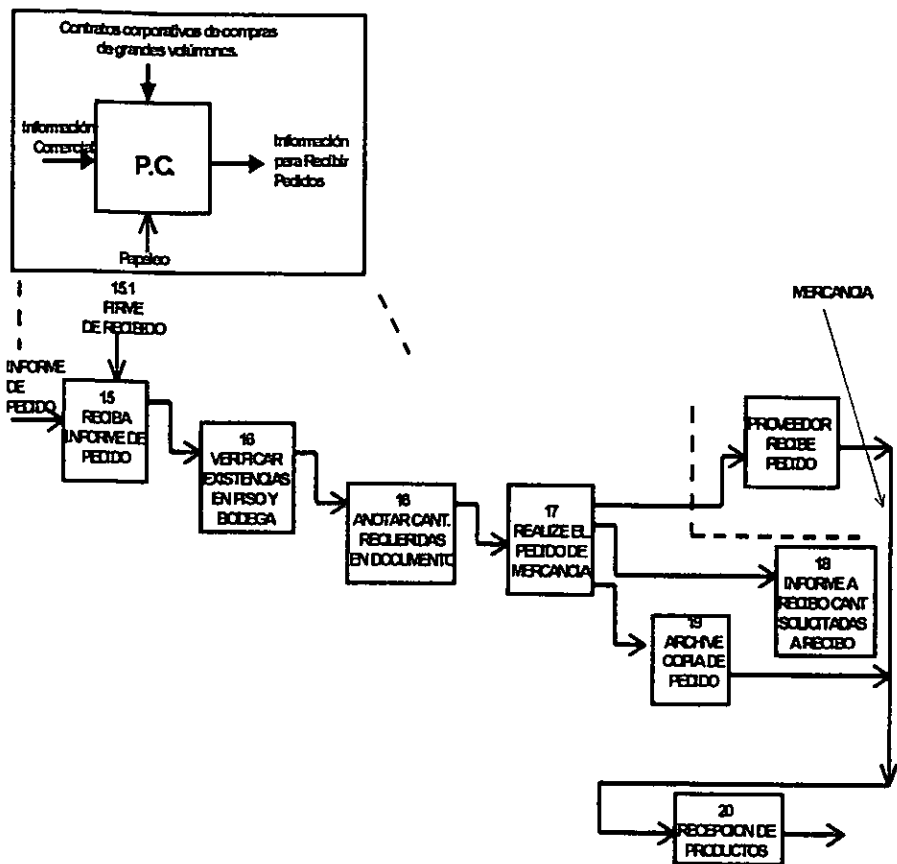 Contratos corporativos de compras
de grandes volúmenes.
Información
Comercial
P.C.
Información
para Recibir
Pedidos
Papeleo
15.1
FIRME
DE RECIBIDO
MERCANCIA
INFORME
DE
PEDIDO
15
RECIBA
INFORME DE
PEDIDO
16
VERIFICAR
EXISTENCIAS
EN PISO Y
BODEGA
16
ANOTAR CANT.
REQUERIDAS
EN DOCUMENTO
17
REALIZE EL
PEDIDO DE
MERCANCIA
PROVEEDOR
RECIBE
PEDIDO
18
INFORME A
RECIBO CANT
SOLICITADAS
A RECIBO
19
ARCHIVE
COPIA DE
PEDIDO
20
RECEPCION DE
PRODUCTOS